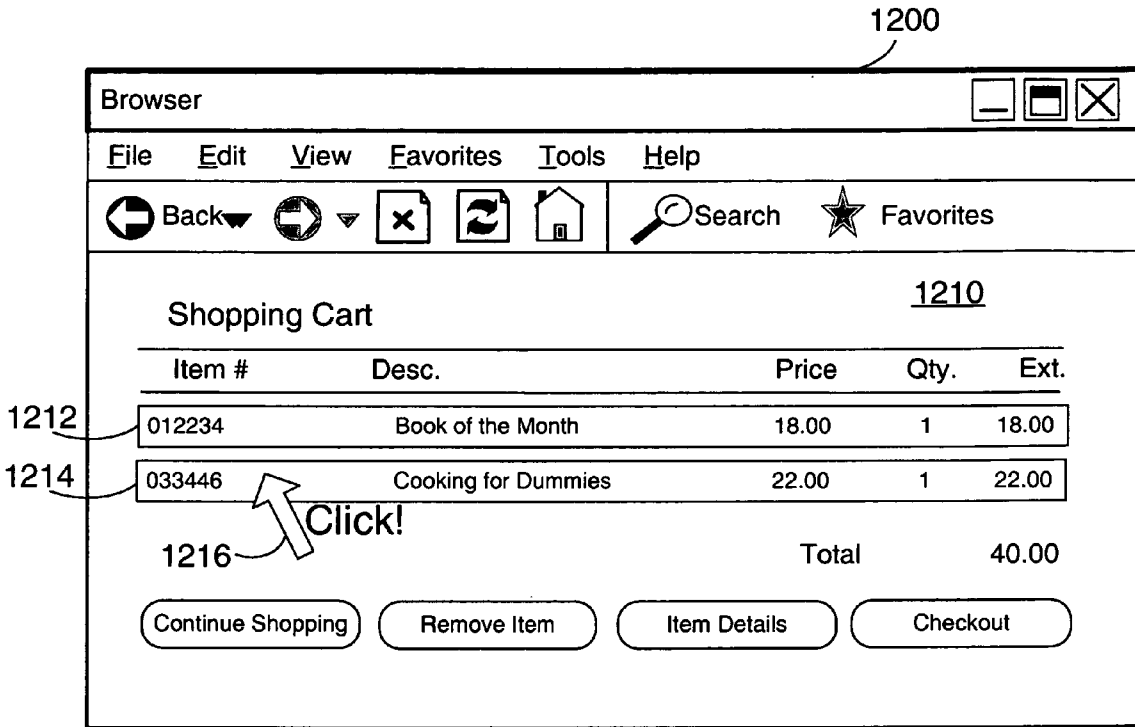 1200
Browser
File Edit View Favorites Tools Help
Back Search Favorites
1210
Shopping Cart
Item # Desc. Price Qty. Ext.
1212 012234 Book of the Month 18.00 1 18.00
1214 033446 Cooking for Dummies 22.00 1 22.00
Click!
1216 Total 40.00
Continue Shopping Remove Item Item Details Checkout